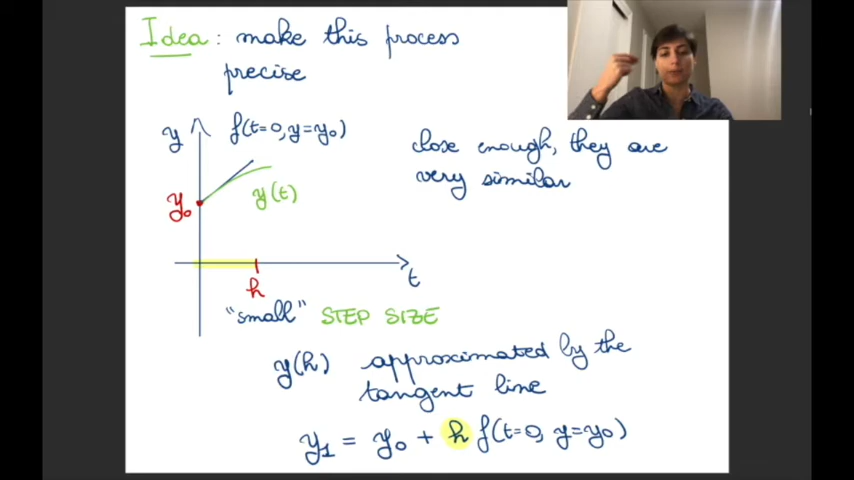 Idea: make this process
precise
y
f(t=0, y=y₀)
close enough, they are
very similar
y₀
y(t)
t
h
"small" STEP SIZE
y(h) approximated by the
tangent line
y₁ = y₀ + h f(t=0, y=y₀)